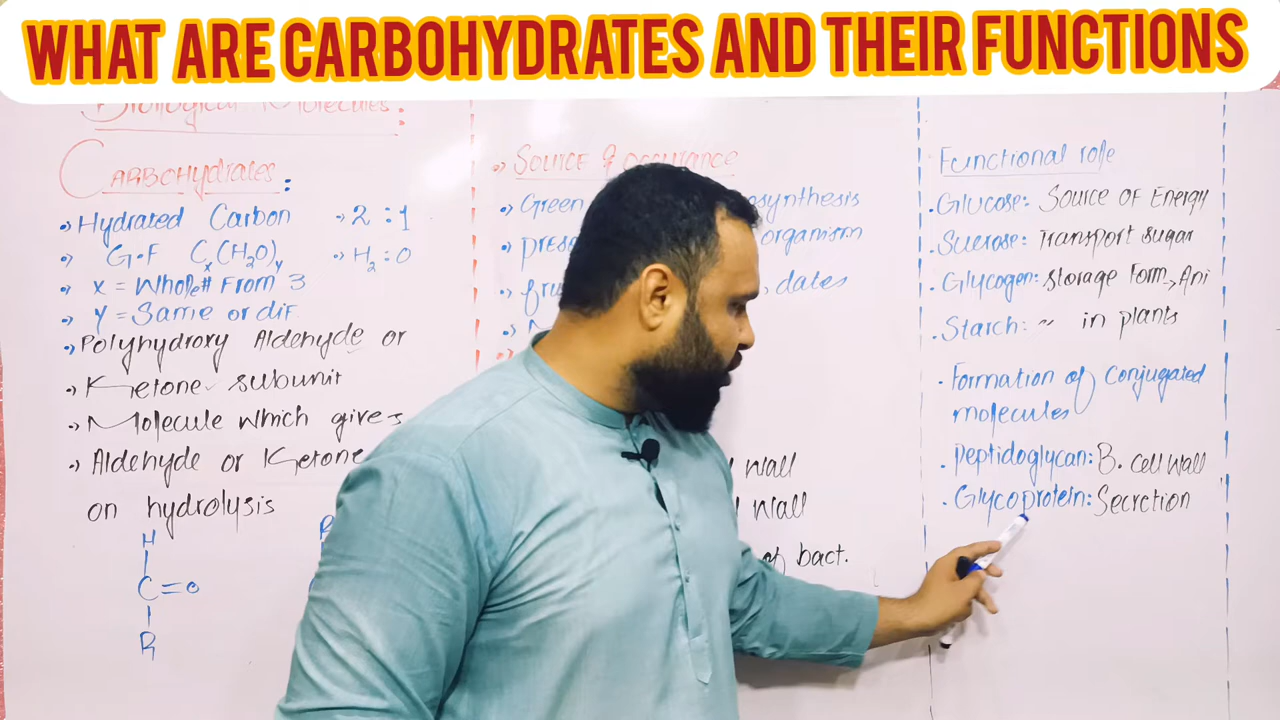 WHAT ARE CARBOHYDRATES AND THEIR FUNCTIONS
Biological Molecules:
CARBOHydrates:
•) Hydrated Carbon •) 2 : 1
•) G.F Cx(H2O)y •) H2 : O
•) x = Whole# From 3
•) y = Same or dif.
•) Polyhydroxy Aldehyde or
•) Ketone subunit
•) Molecule which gives
•) Aldehyde or Ketone
on hydrolysis
H
C=O
R
•) Source & occurance
•) Green osynthesis
•) pres organism
•) fru , dates
wall
wall
of bact.
Functional role
• Glucose: Source of Energy
• Sucrose: Transport sugar
• Glycogen: Storage Form, Ani
• Starch: ~ in plants
• Formation of conjugated
molecules
• Peptidoglycan: B. cell wall
• Glycoprotein: Secrction